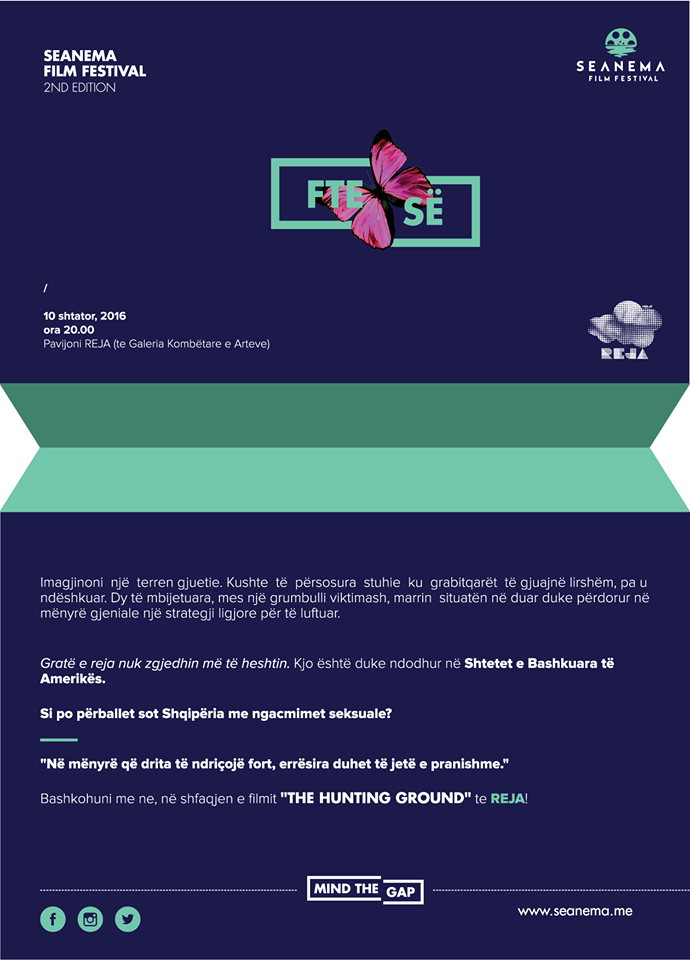 SEANEMA
FILM FESTIVAL
2ND EDITION
SEANEMA
FILM FESTIVAL
FTE
SË
/
10 shtator, 2016
ora 20.00
Pavijoni REJA (te Galeria Kombëtare e Arteve)
REJA
Imagjinoni një terren gjuetie. Kushte të përsosura stuhie ku grabitqarët të gjuajnë lirshëm, pa u
ndëshkuar. Dy të mbijetuara, mes një grumbulli viktimash, marrin situatën në duar duke përdorur në
mënyrë gjeniale një strategji ligjore për të luftuar.
Gratë e reja nuk zgjedhin më të heshtin. Kjo është duke ndodhur në Shtetet e Bashkuara të
Amerikës.
Si po përballet sot Shqipëria me ngacmimet seksuale?
"Në mënyrë që drita të ndriçojë fort, errësira duhet të jetë e pranishme."
Bashkohuni me ne, në shfaqjen e filmit "THE HUNTING GROUND" te REJA!
MIND THE GAP
www.seanema.me